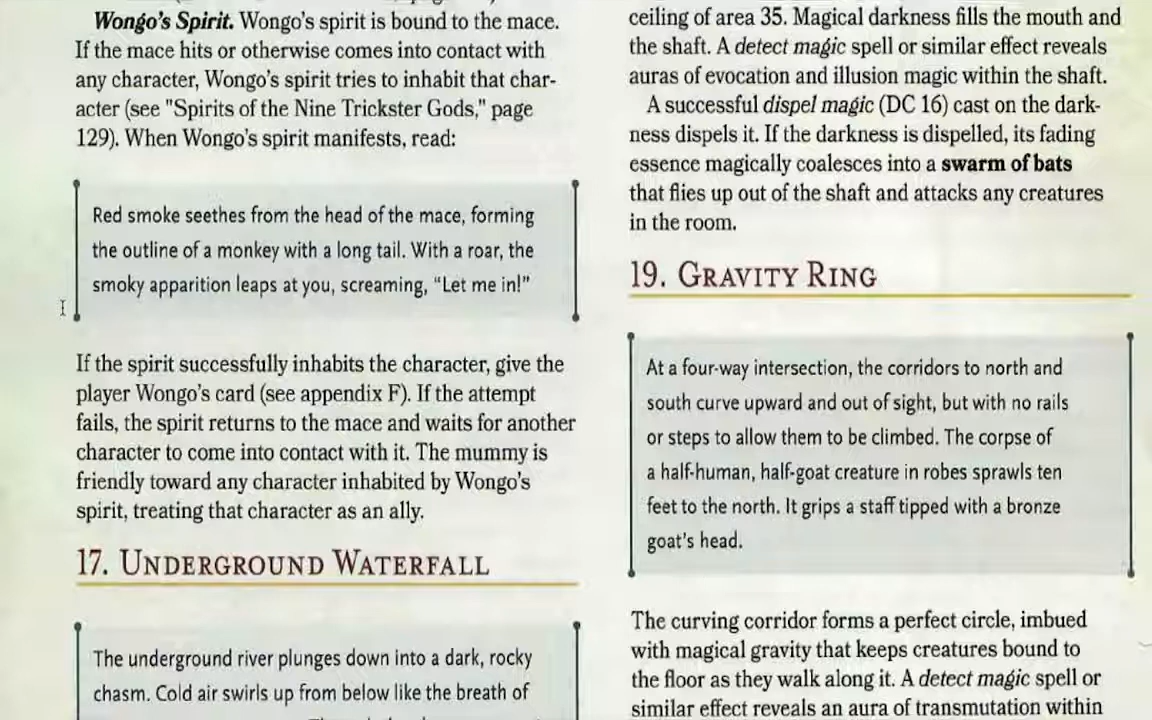 Wongo's Spirit. Wongo's spirit is bound to the mace.
If the mace hits or otherwise comes into contact with
any character, Wongo's spirit tries to inhabit that char-
acter (see "Spirits of the Nine Trickster Gods," page
129). When Wongo's spirit manifests, read:
Red smoke seethes from the head of the mace, forming
the outline of a monkey with a long tail. With a roar, the
smoky apparition leaps at you, screaming, “Let me in!”
If the spirit successfully inhabits the character, give the
player Wongo's card (see appendix F). If the attempt
fails, the spirit returns to the mace and waits for another
character to come into contact with it. The mummy is
friendly toward any character inhabited by Wongo's
spirit, treating that character as an ally.
17. UNDERGROUND WATERFALL
The underground river plunges down into a dark, rocky
chasm. Cold air swirls up from below like the breath of
ceiling of area 35. Magical darkness fills the mouth and
the shaft. A detect magic spell or similar effect reveals
auras of evocation and illusion magic within the shaft.
A successful dispel magic (DC 16) cast on the dark-
ness dispels it. If the darkness is dispelled, its fading
essence magically coalesces into a swarm of bats
that flies up out of the shaft and attacks any creatures
in the room.
19. GRAVITY RING
At a four-way intersection, the corridors to north and
south curve upward and out of sight, but with no rails
or steps to allow them to be climbed. The corpse of
a half-human, half-goat creature in robes sprawls ten
feet to the north. It grips a staff tipped with a bronze
goat's head.
The curving corridor forms a perfect circle, imbued
with magical gravity that keeps creatures bound to
the floor as they walk along it. A detect magic spell or
similar effect reveals an aura of transmutation within